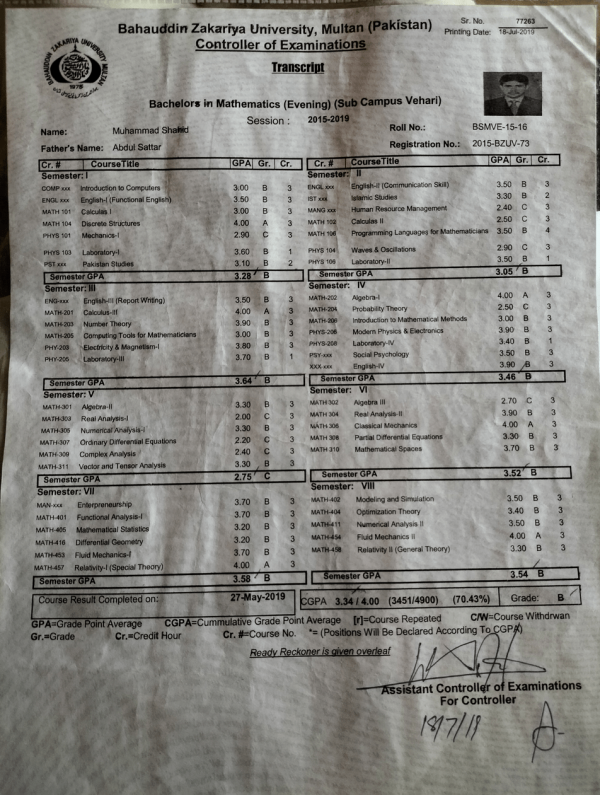 Bahauddin Zakariya University, Multan (Pakistan)
Sr. No. 77263
Controller of Examinations
Printing Date: 18-Jul-2019
BAHAUDDIN ZAKARIYA UNIVERSITY MULTAN
1975
Transcript
Bachelors in Mathematics (Evening) (Sub Campus Vehari)
Session : 2015-2019
Name: Muhammad Shahid
Roll No.: BSMVE-15-16
Father's Name: Abdul Sattar
Registration No.: 2015-BZUV-73
Cr. # CourseTitle GPA Gr. Cr.
Semester: I
COMP xxx Introduction to Computers 3.00 B 3
ENGL xxx English-I (Functional English) 3.50 B 3
MATH 101 Calculas I 3.00 B 3
MATH 104 Discrete Structures 4.00 A 3
PHYS 101 Mechanics-I 2.90 C 3
PHYS 103 Laboratory-I 3.60 B 1
PST xxx Pakistan Studies 3.10 B 2
Semester GPA 3.28 B
Cr. # CourseTitle GPA Gr. Cr.
Semester: II
ENGL xxx English-II (Communication Skill) 3.50 B 3
IST xxx Islamic Studies 3.30 B 2
MANG xxx Human Resource Management 2.40 C 3
MATH 102 Calculas II 2.50 C 3
MATH 106 Programming Languages for Mathematicians 3.50 B 4
PHYS 104 Waves & Oscillations 2.90 C 3
PHYS 106 Laboratory-II 3.50 B 1
Semester GPA 3.05 B
Semester: III
ENG-xxx English-III (Report Writing) 3.50 B 3
MATH-201 Calculus-III 4.00 A 3
MATH-203 Number Theory 3.90 B 3
MATH-205 Computing Tools for Mathematicians 3.00 B 3
PHY-203 Electricity & Magnetism-I 3.80 B 3
PHY-205 Laboratory-III 3.70 B 1
Semester GPA 3.64 B
Semester: IV
MATH-202 Algebra-I 4.00 A 3
MATH-204 Probability Theory 2.50 C 3
MATH-206 Introduction to Mathematical Methods 3.00 B 3
PHYS-206 Modern Physics & Electronics 3.90 B 3
PHYS-208 Laboratory-IV 3.40 B 1
PSY-xxx Social Psychology 3.50 B 3
XXX-xxx English-IV 3.90 B 3
Semester GPA 3.46 B
Semester: V
MATH-301 Algebra-II 3.30 B 3
MATH-303 Real Analysis-I 2.00 C 3
MATH-305 Numerical Analysis-I 3.30 B 3
MATH-307 Ordinary Differential Equations 2.20 C 3
MATH-309 Complex Analysis 2.40 C 3
MATH-311 Vector and Tensor Analysis 3.30 B 3
Semester GPA 2.75 C
Semester: VI
MATH 302 Algebra III 2.70 C 3
MATH 304 Real Analysis-II 3.90 B 3
MATH 306 Classical Mechanics 4.00 A 3
MATH 308 Partial Differential Equations 3.30 B 3
MATH 310 Mathematical Spaces 3.70 B 3
Semester GPA 3.52 B
Semester: VII
MAN-xxx Enterpreneurship 3.70 B 3
MATH-401 Functional Analysis-I 3.70 B 3
MATH-405 Mathematical Statistics 3.20 B 3
MATH-416 Differential Geometry 3.20 B 3
MATH-453 Fluid Mechanics-I 3.70 B 3
MATH-457 Relativity-I (Special Theory) 4.00 A 3
Semester GPA 3.58 B
Semester: VIII
MATH-402 Modeling and Simulation 3.50 B 3
MATH-404 Optimization Theory 3.40 B 3
MATH-411 Numerical Analysis II 3.50 B 3
MATH-454 Fluid Mechanics II 4.00 A 3
MATH-458 Relativity II (General Theory) 3.30 B 3
Semester GPA 3.54 B
Course Result Completed on: 27-May-2019
CGPA 3.34 / 4.00 (3451/4900) (70.43%) Grade: B
GPA=Grade Point Average CGPA=Cummulative Grade Point Average [r]=Course Repeated C/W=Course Withdrwan
Gr.=Grade Cr.=Credit Hour Cr. #=Course No. *= (Positions Will Be Declared According To CGPA)
Ready Reckoner is given overleaf
Assistant Controller of Examinations
For Controller
18/7/19